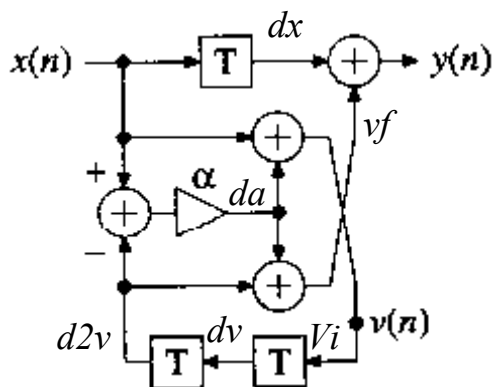 dx
x(n) T + y(n)
vf
+
+ α
+ da
−
+
v(n)
d2v dv Vi
T T